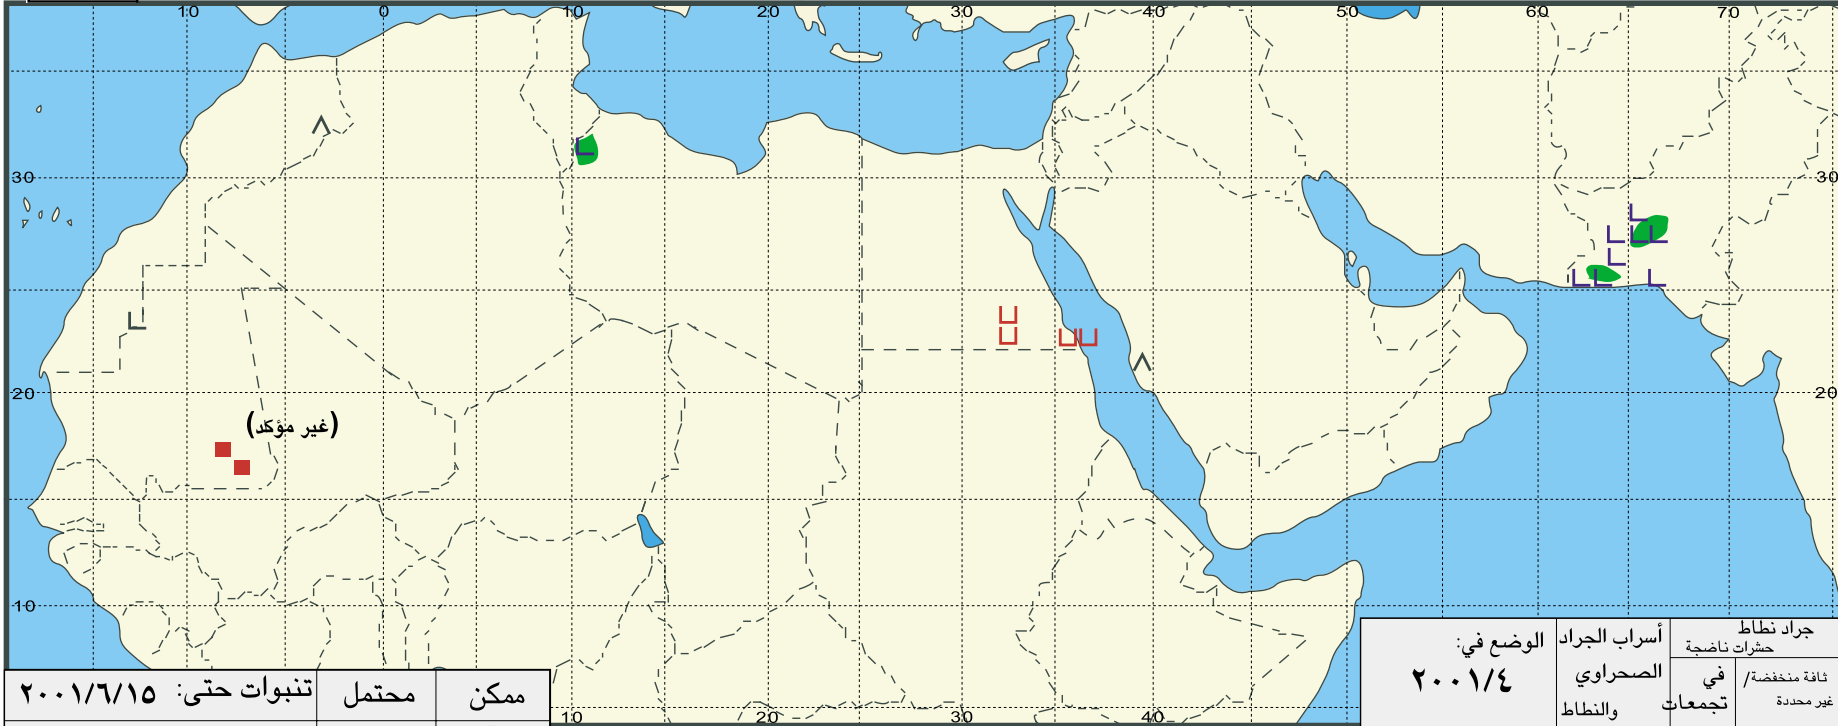 10 0 10 20 30 40 50 60 70
30 30
20 20
(غير مؤكد)
10
10 20 30 40
تنبوات حتى: ٢٠٠١/٦/١٥
محتمل
ممكن
الوضع في:
٢٠٠١/٤
أسراب الجراد
الصحراوي
والنطاط
جراد نطاط
حشرات ناضجة
في
تجمعات
ثافة منخفضة/
غير محددة